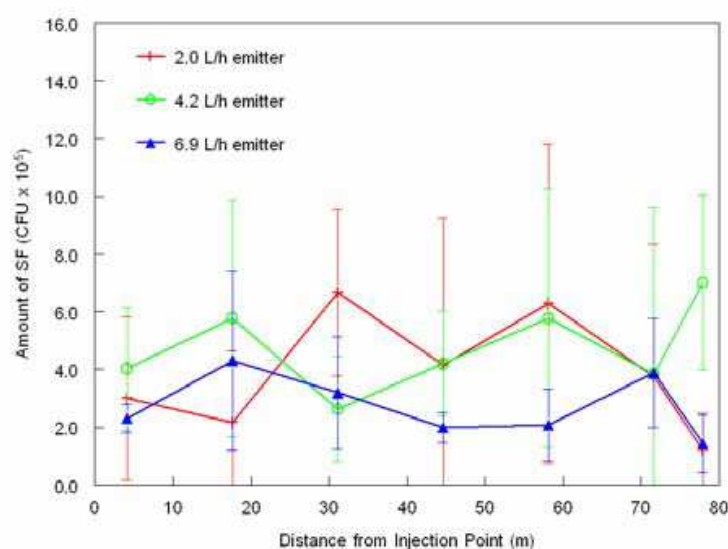 16.0
14.0
12.0
10.0
8.0
6.0
4.0
2.0
0.0
Amount of SF (CFU x 10⁵)
2.0 L/h emitter
4.2 L/h emitter
6.9 L/h emitter
0 10 20 30 40 50 60 70 80
Distance from Injection Point (m)